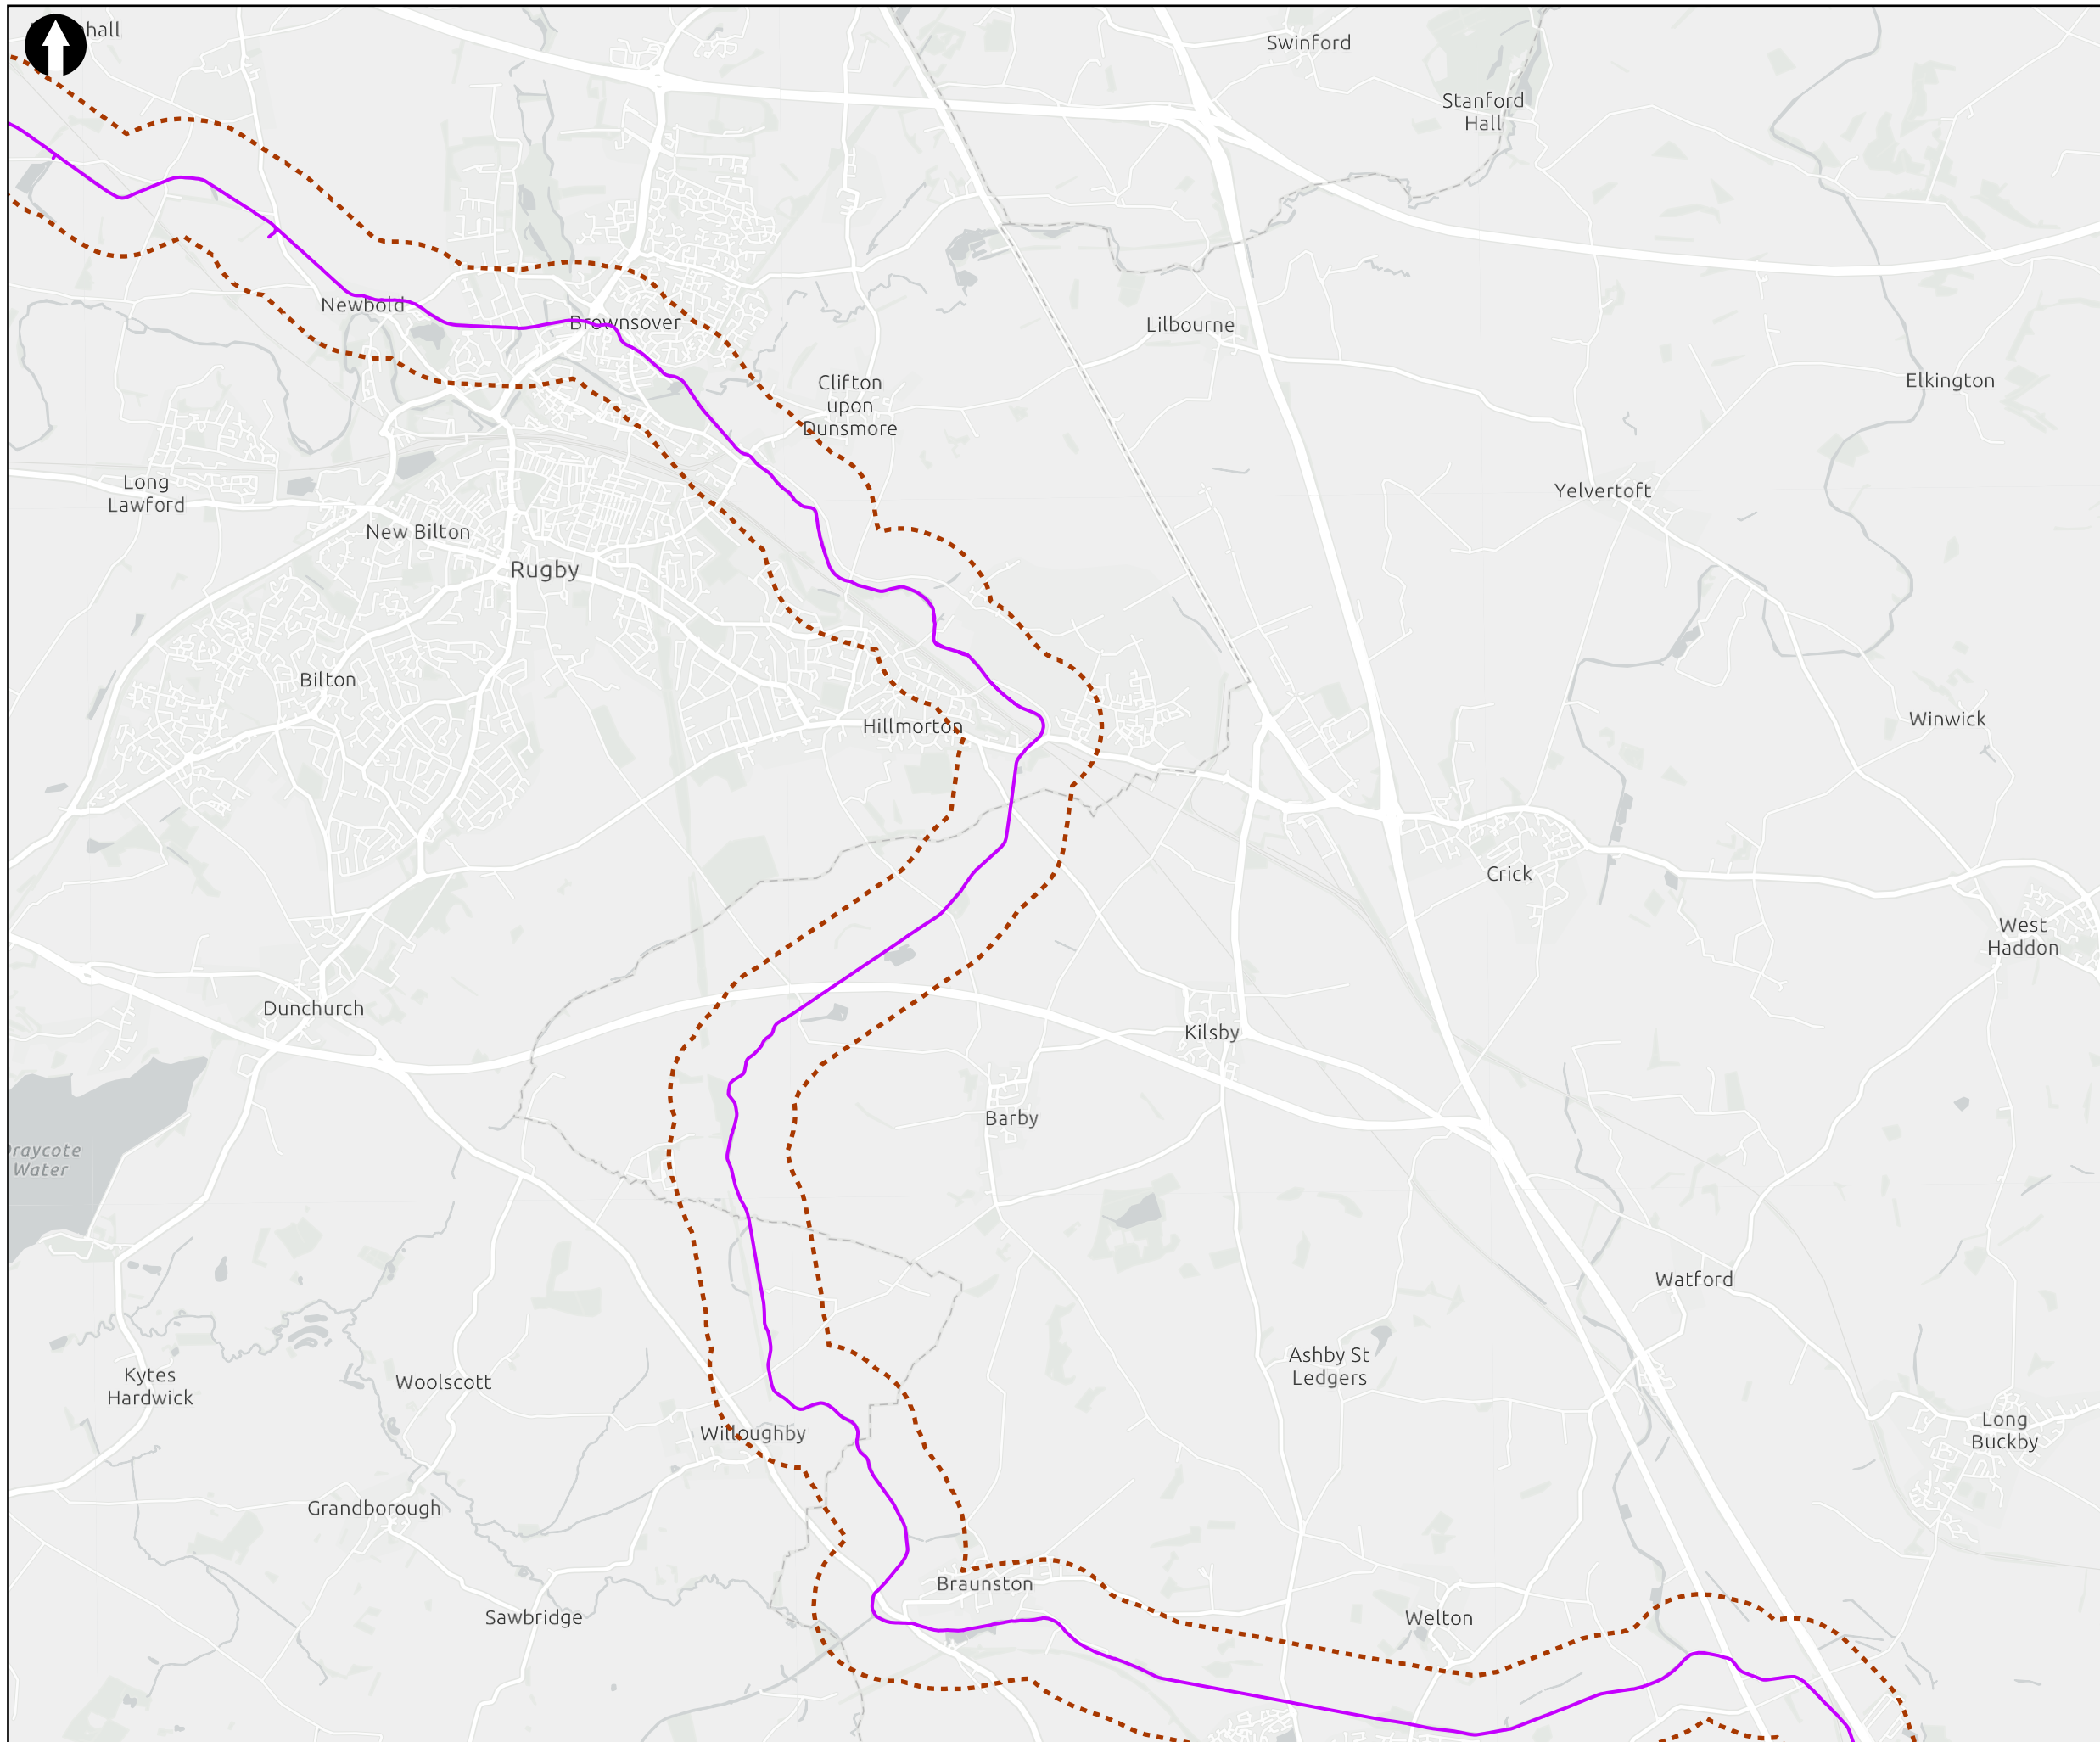 hall
Swinford
Stanford
Hall
Newbold
Brownsover
Lilbourne
Clifton
upon
Dunsmore
Elkington
Long
Lawford
Yelvertoft
New Bilton
Rugby
Bilton
Hillmorton
Winwick
Crick
West
Haddon
Dunchurch
Kilsby
Barby
raycote
Water
Watford
Ashby St
Ledgers
Kytes
Hardwick
Woolscott
Willoughby
Long
Buckby
Grandborough
Braunston
Sawbridge
Welton